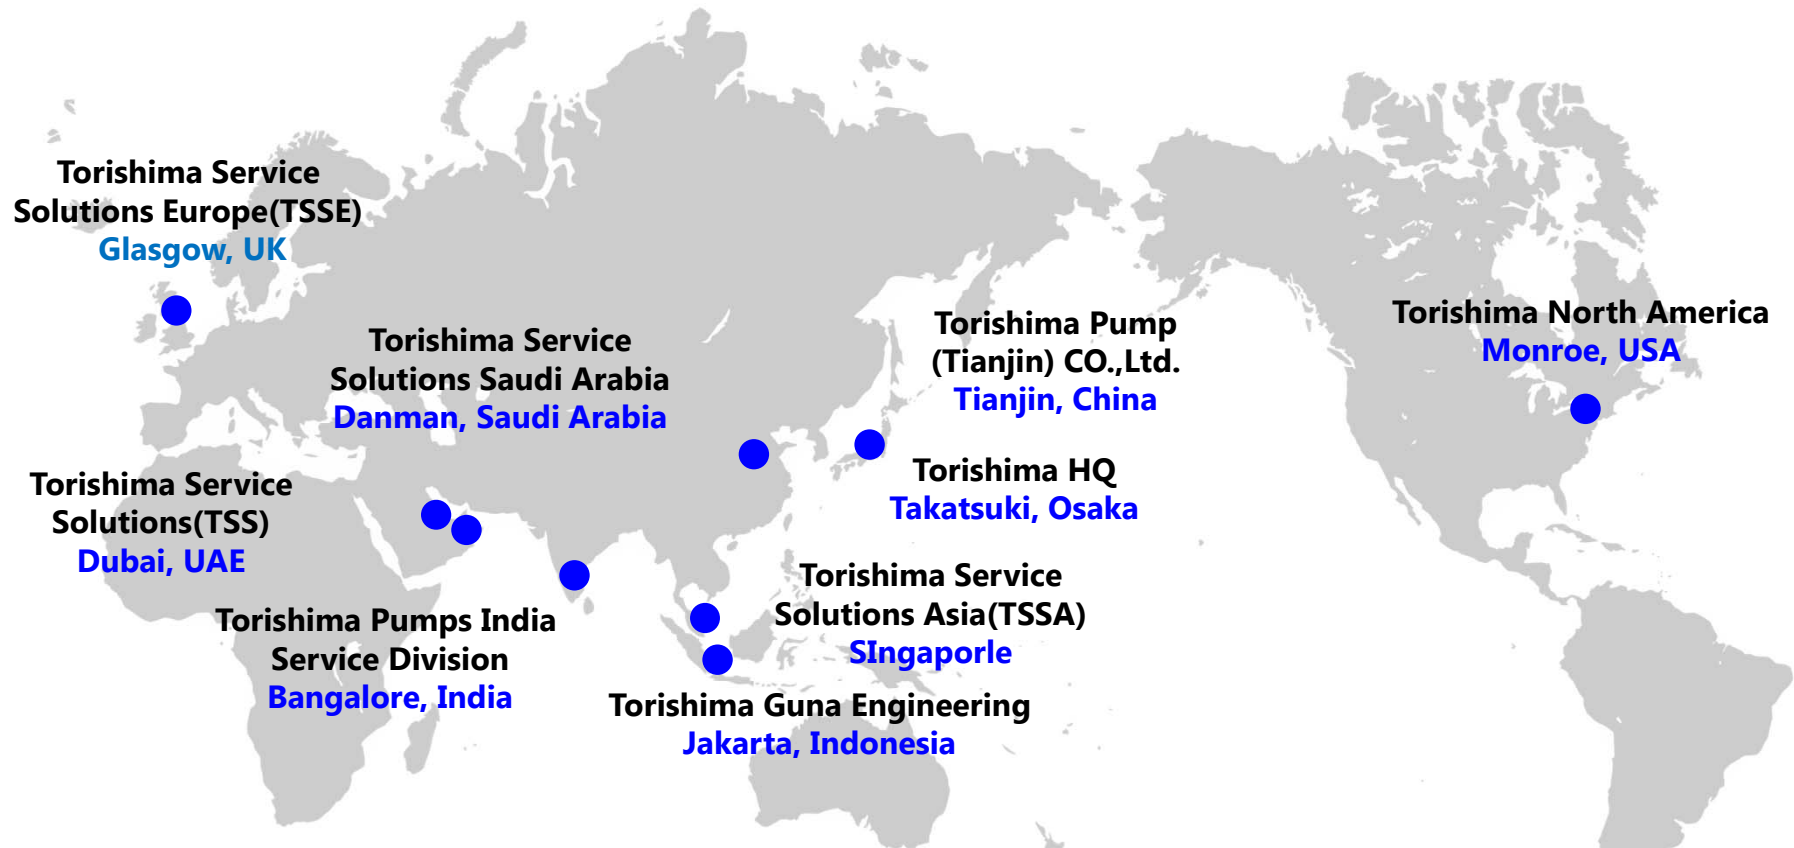 Torishima Service
Solutions Europe(TSSE)
Glasgow, UK
Torishima Service
Solutions Saudi Arabia
Danman, Saudi Arabia
Torishima Pump
(Tianjin) CO.,Ltd.
Tianjin, China
Torishima North America
Monroe, USA
Torishima HQ
Takatsuki, Osaka
Torishima Service
Solutions(TSS)
Dubai, UAE
Torishima Service
Solutions Asia(TSSA)
SIngaporle
Torishima Pumps India
Service Division
Bangalore, India
Torishima Guna Engineering
Jakarta, Indonesia